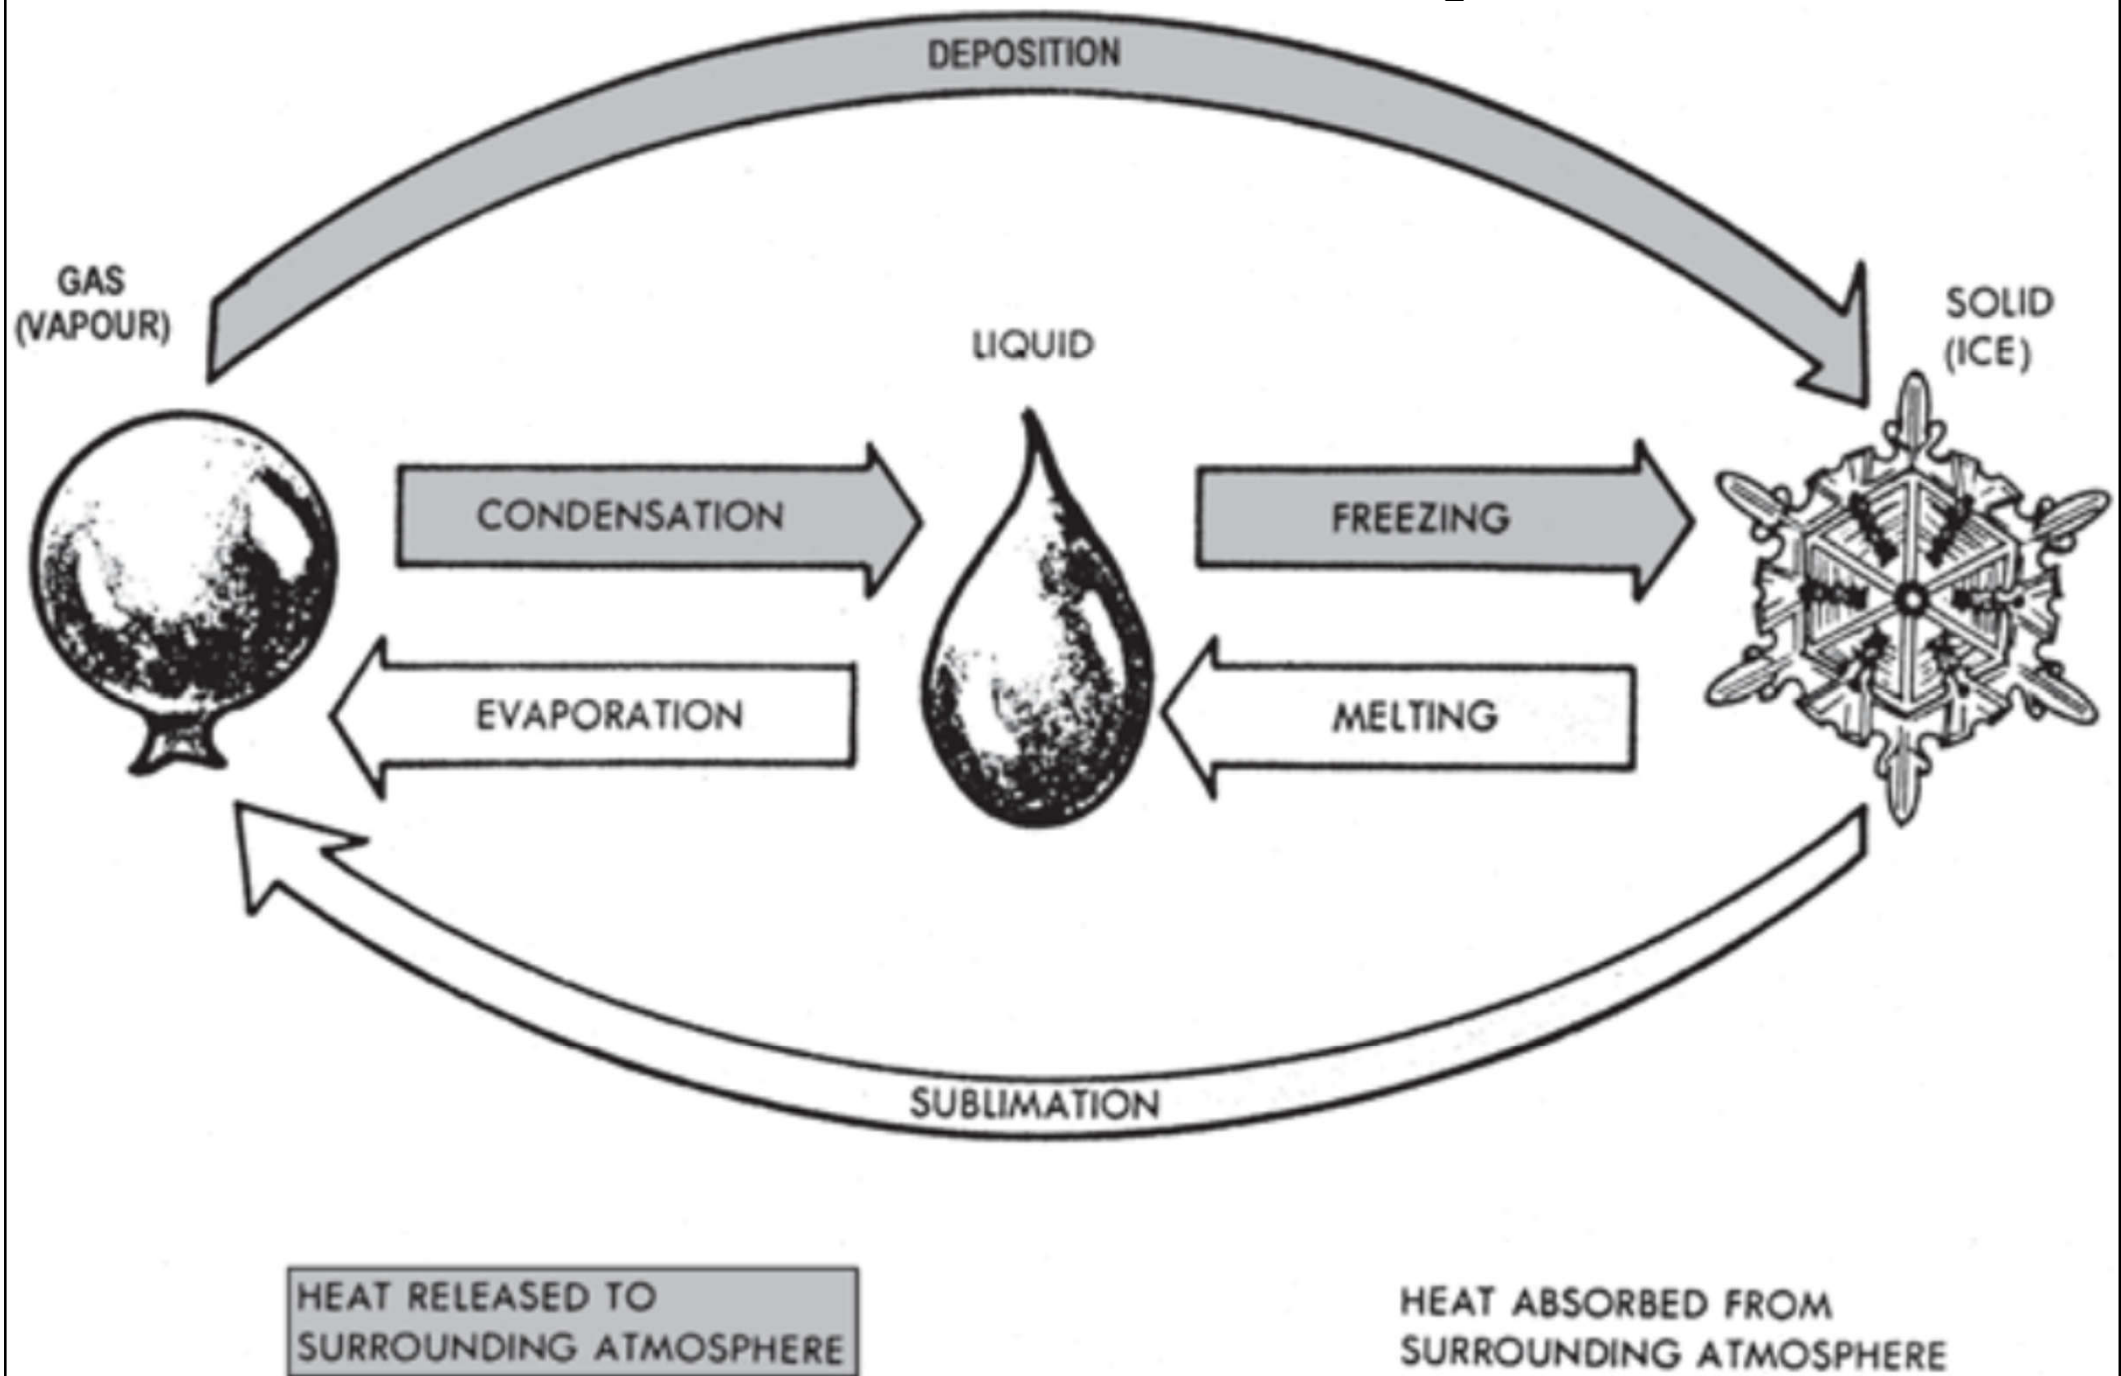 DEPOSITION
GAS
(VAPOUR)
SOLID
(ICE)
LIQUID
CONDENSATION
FREEZING
EVAPORATION
MELTING
SUBLIMATION
HEAT RELEASED TO
SURROUNDING ATMOSPHERE
HEAT ABSORBED FROM
SURROUNDING ATMOSPHERE